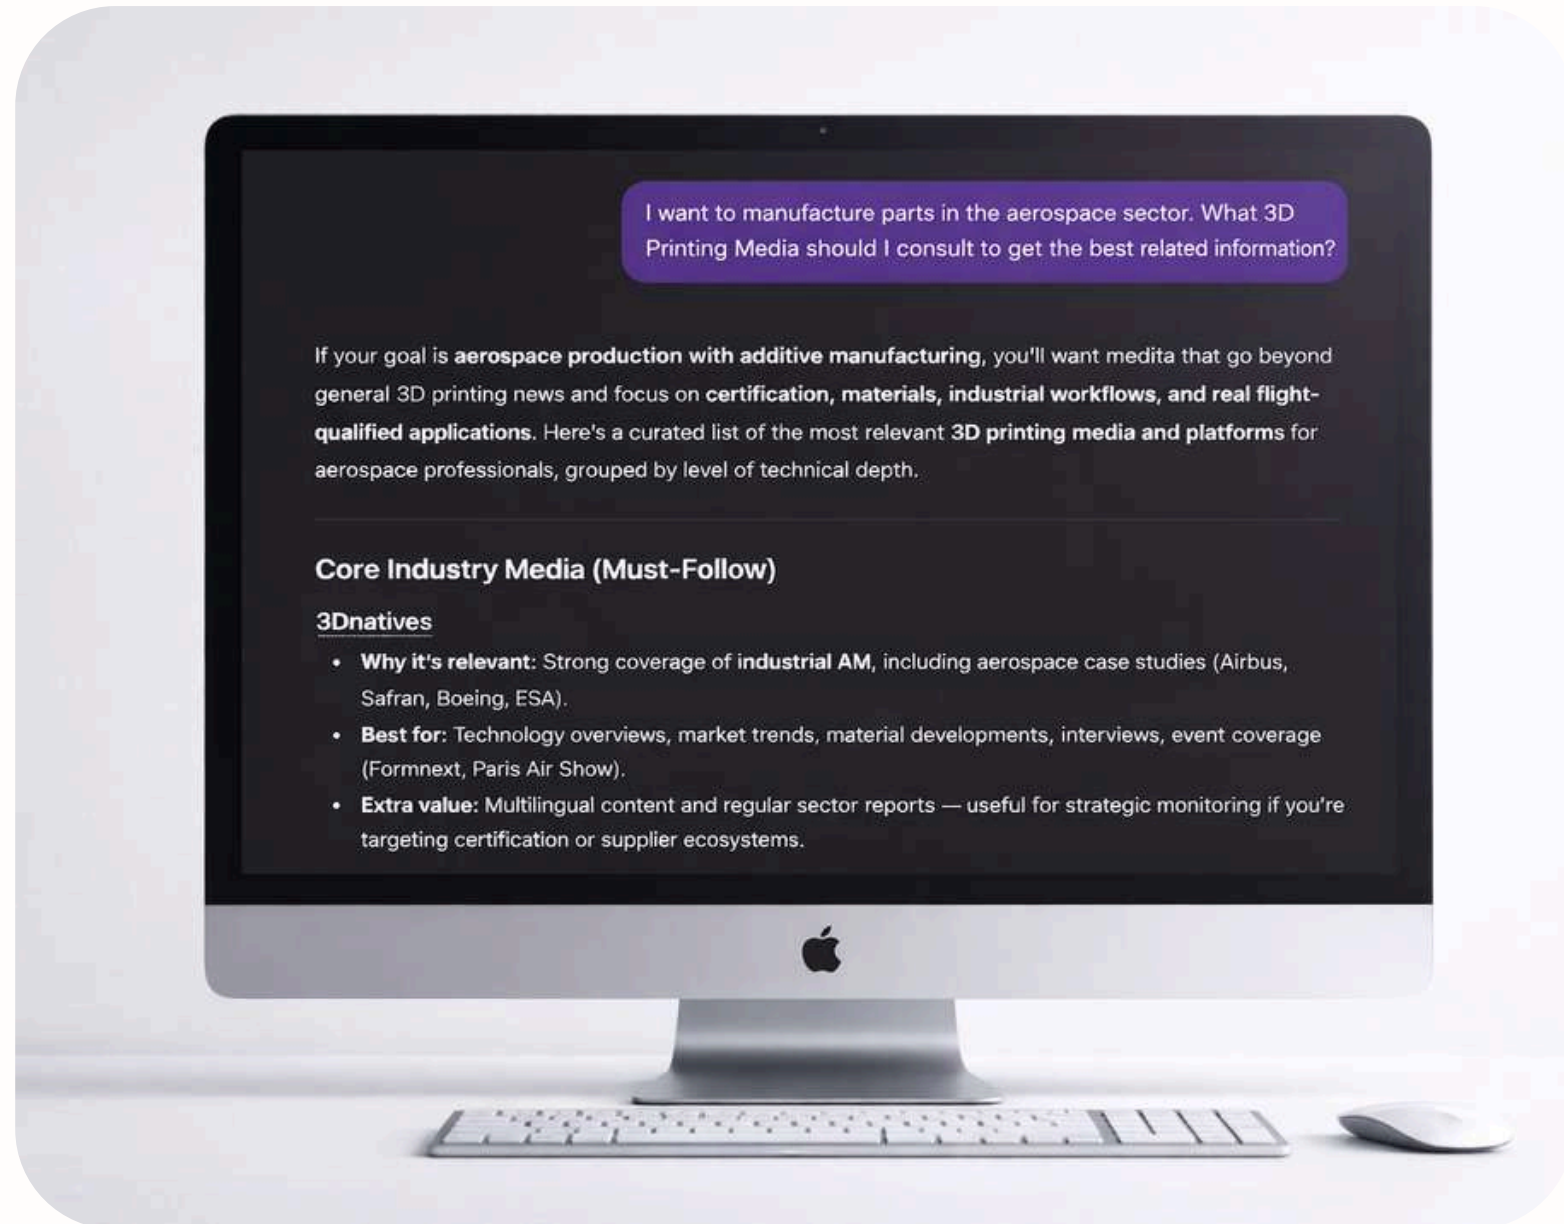 I want to manufacture parts in the aerospace sector. What 3D
Printing Media should I consult to get the best related information?
If your goal is aerospace production with additive manufacturing, you'll want medita that go beyond
general 3D printing news and focus on certification, materials, industrial workflows, and real flight-
qualified applications. Here's a curated list of the most relevant 3D printing media and platforms for
aerospace professionals, grouped by level of technical depth.
Core Industry Media (Must-Follow)
3Dnatives
• Why it's relevant: Strong coverage of industrial AM, including aerospace case studies (Airbus,
Safran, Boeing, ESA).
• Best for: Technology overviews, market trends, material developments, interviews, event coverage
(Formnext, Paris Air Show).
• Extra value: Multilingual content and regular sector reports — useful for strategic monitoring if you're
targeting certification or supplier ecosystems.